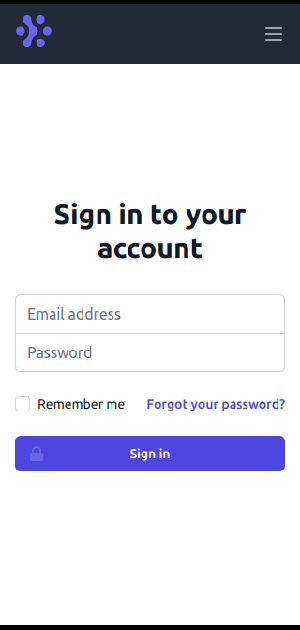 Sign in to your
account
Email address
Password
Remember me Forgot your password?
Sign in